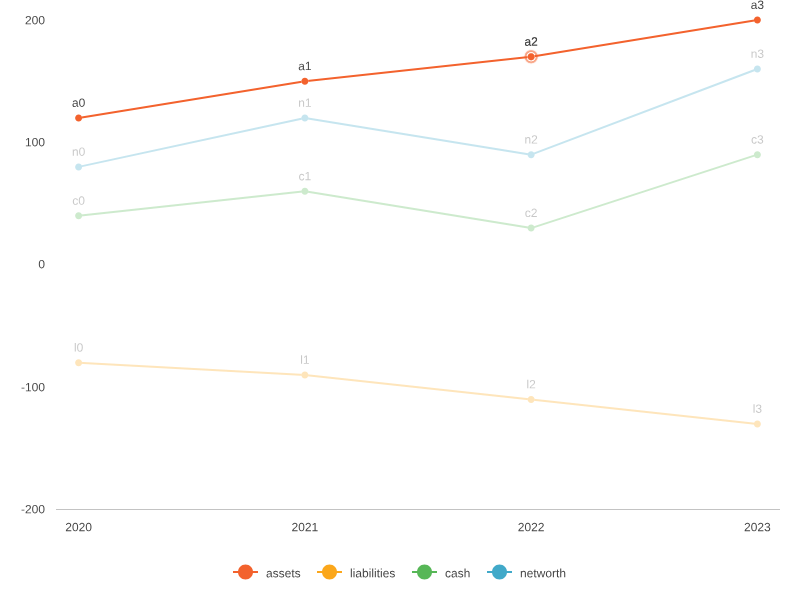 a3
200
a2
n3
a1
a0
n1
100
n2
c3
n0
c1
c0
c2
0
l0
l1
-100
l2
l3
-200
2020 2021 2022 2023
assets liabilities cash networth